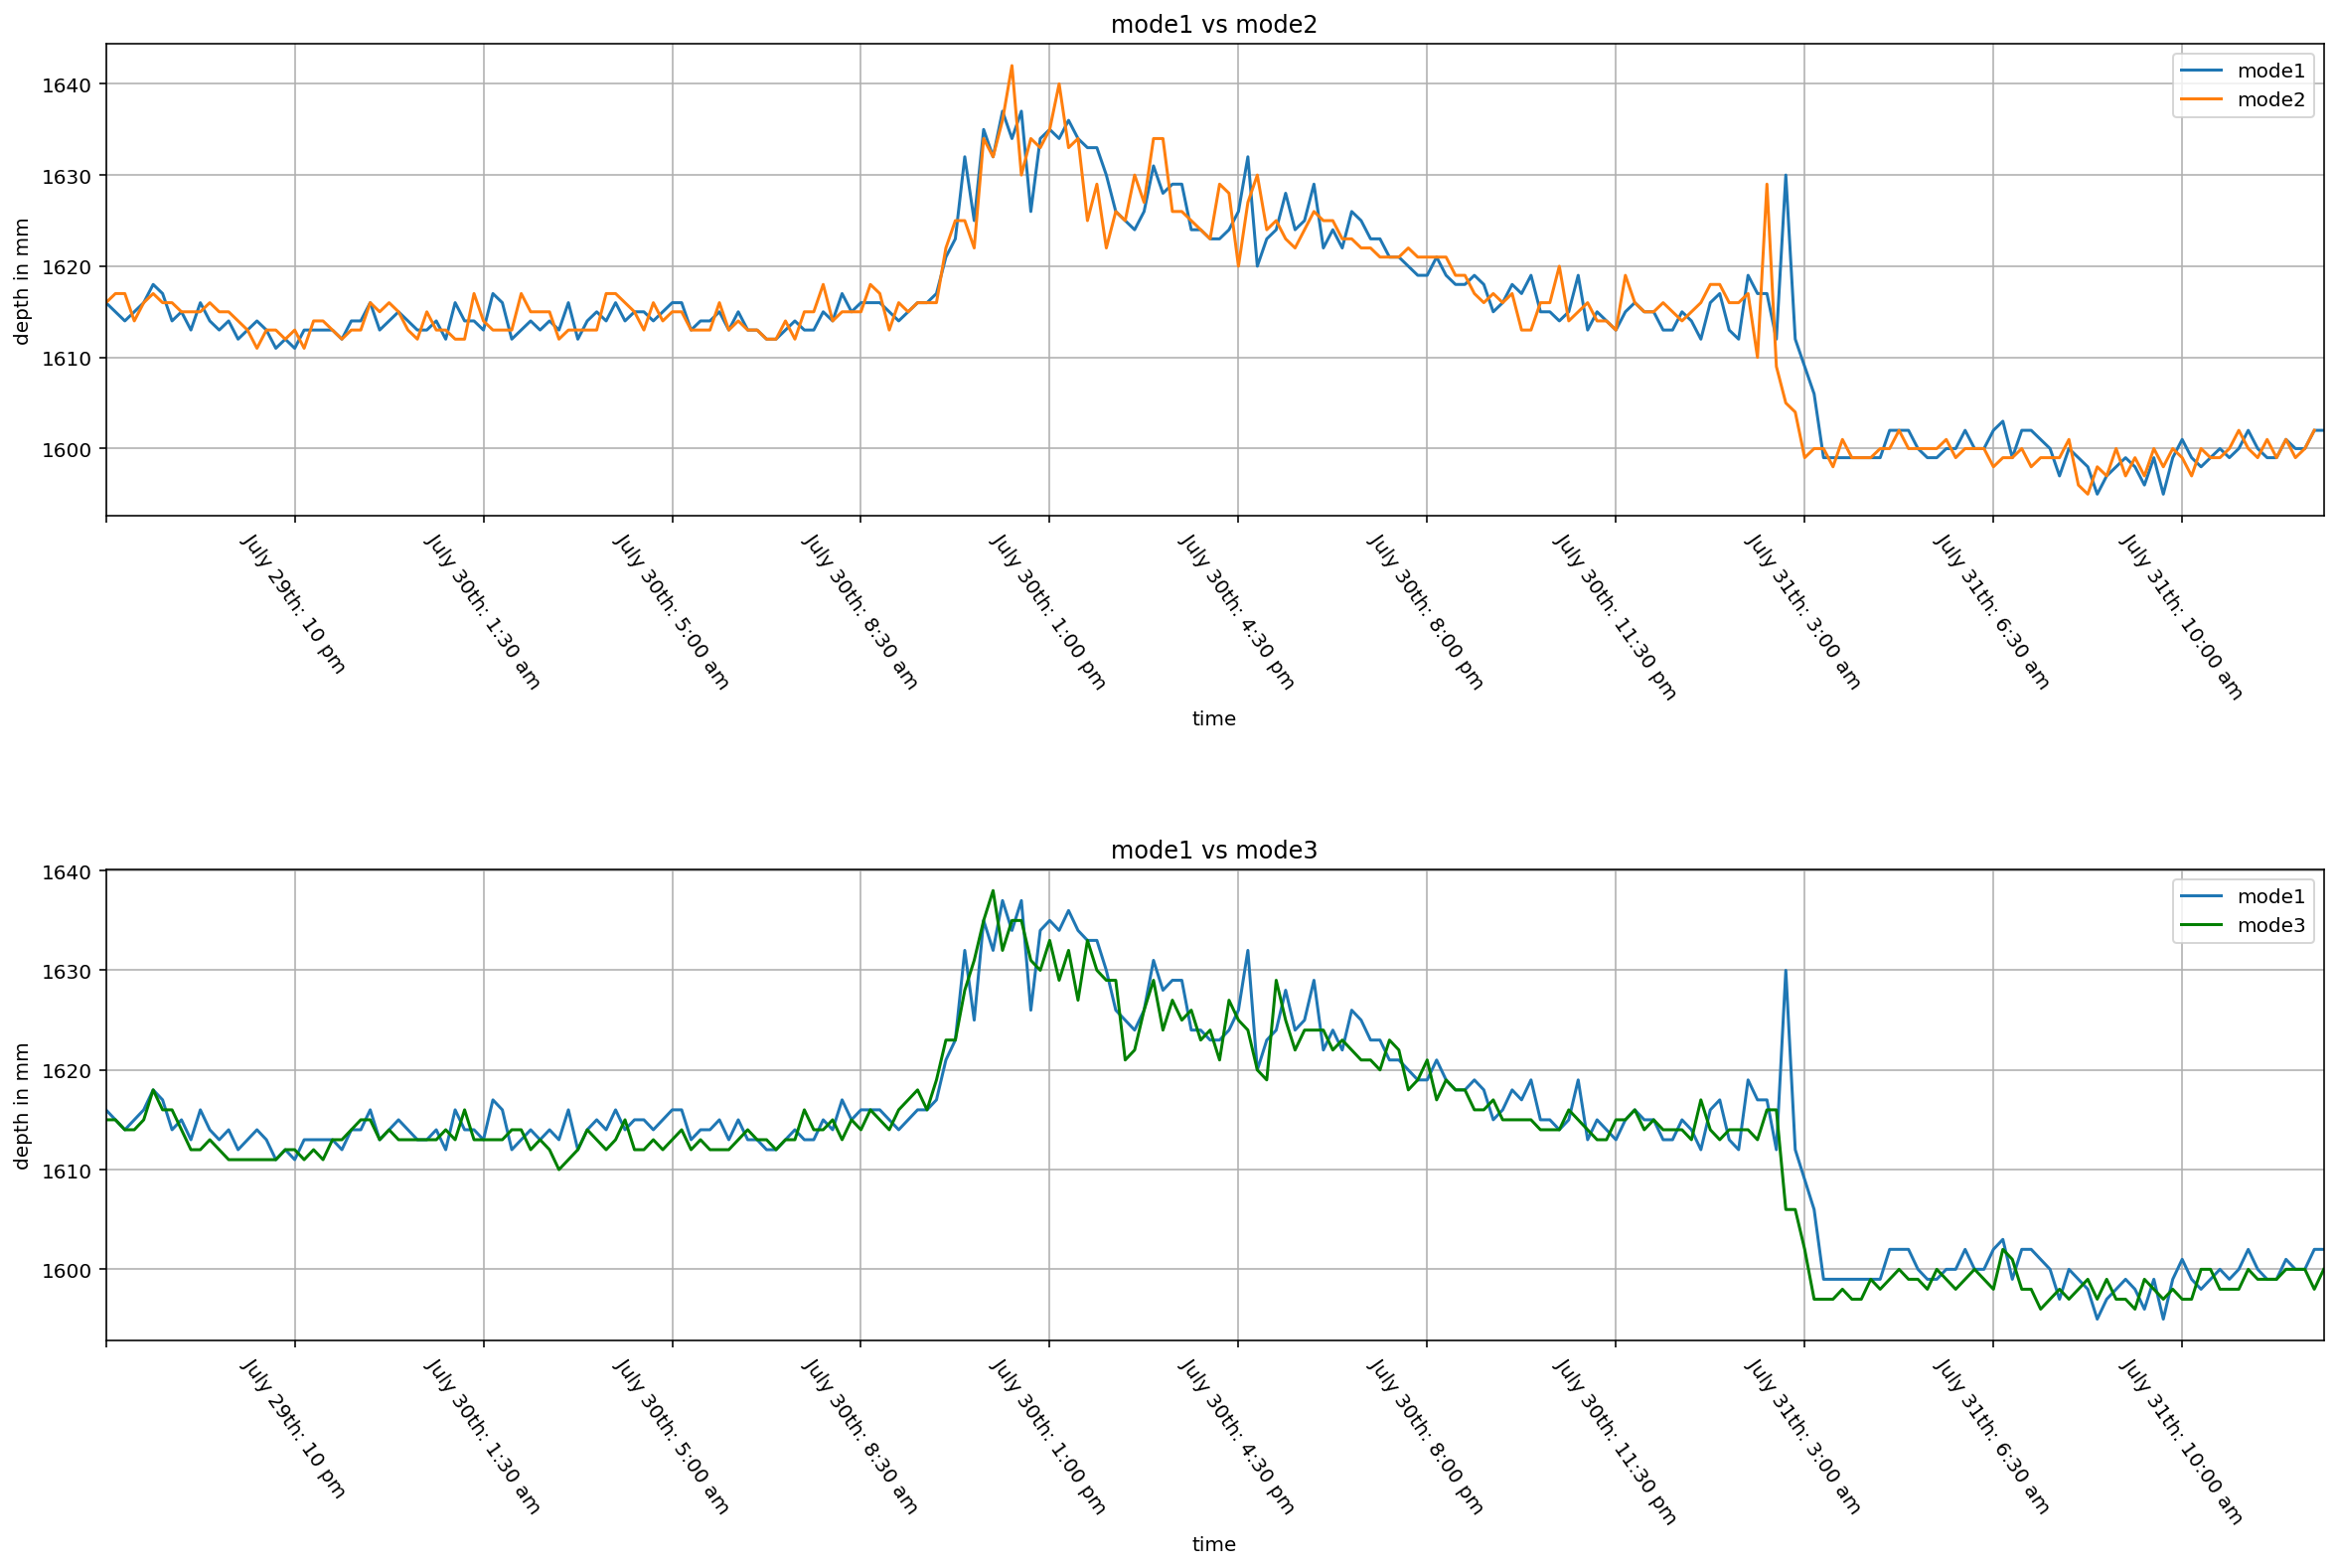 mode1 vs mode2
1640
1630
1620
1610
1600
depth in mm
mode1
mode2
July 29th: 10 pm
July 30th: 1:30 am
July 30th: 5:00 am
July 30th: 8:30 am
July 30th: 1:00 pm
July 30th: 4:30 pm
July 30th: 8:00 pm
July 30th: 11:30 pm
July 31th: 3:00 am
July 31th: 6:30 am
July 31th: 10:00 am
time
mode1 vs mode3
1640
1630
1620
1610
1600
depth in mm
mode1
mode3
July 29th: 10 pm
July 30th: 1:30 am
July 30th: 5:00 am
July 30th: 8:30 am
July 30th: 1:00 pm
July 30th: 4:30 pm
July 30th: 8:00 pm
July 30th: 11:30 pm
July 31th: 3:00 am
July 31th: 6:30 am
July 31th: 10:00 am
time